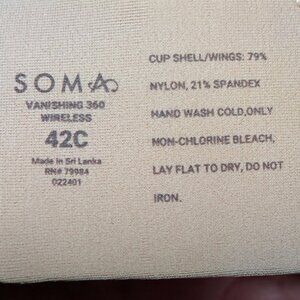 SOMA
VANISHING 360
WIRELESS
42C
Made in Sri Lanka
RN# 79984
022401
CUP SHELL/WINGS: 79%
NYLON, 21% SPANDEX
HAND WASH COLD,ONLY
NON-CHLORINE BLEACH,
LAY FLAT TO DRY, DO NOT
IRON.